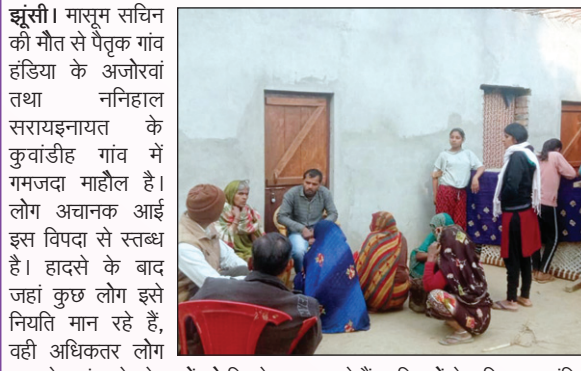 झूंसी। मासूम सचिन
की मौत से पैतृक गांव
हंडिया के अजोरवां
तथा ननिहाल
सरायइनायत के
कुवांडीह गांव में
गमजदा माहौल है।
लोग अचानक आई
इस विपदा से स्तब्ध
है। हादसे के बाद
जहां कुछ लोग इसे
नियति मान रहे हैं,
वही अधिकतर लोग